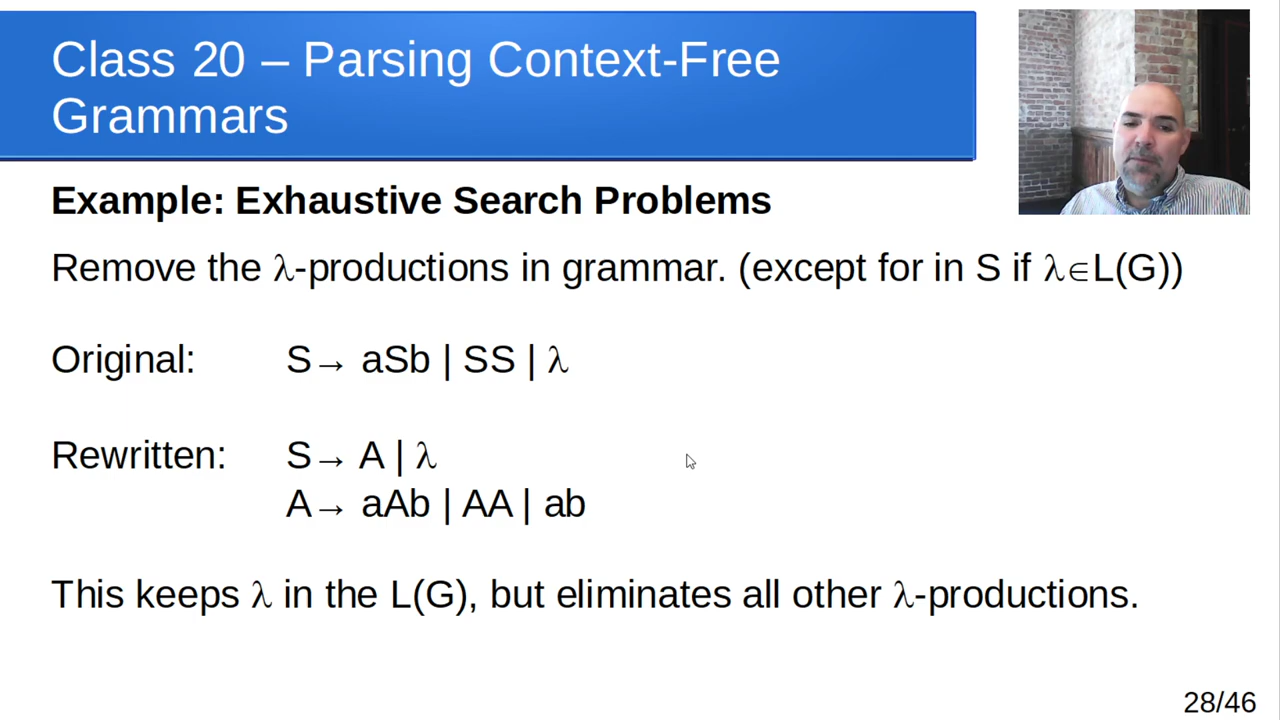 Class 20 – Parsing Context-Free
Grammars
Example: Exhaustive Search Problems
Remove the λ-productions in grammar. (except for in S if λ∈L(G))
Original: S→ aSb | SS | λ
Rewritten: S→ A | λ
A→ aAb | AA | ab
This keeps λ in the L(G), but eliminates all other λ-productions.
28/46